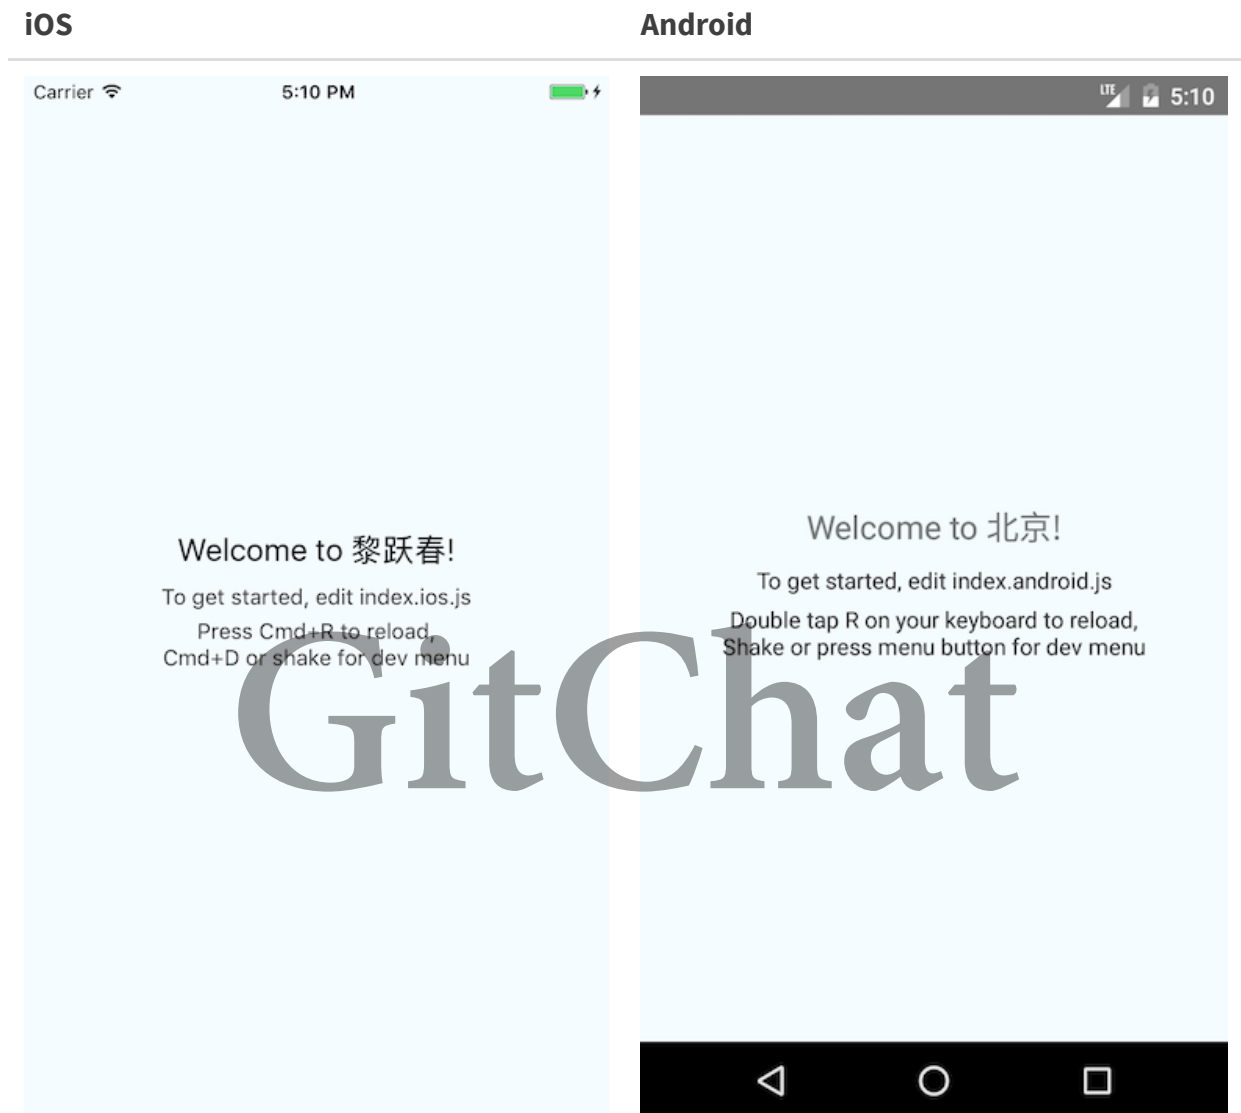 iOS
Android
Carrier
5:10 PM
LTE
5:10
Welcome to 黎跃春!
To get started, edit index.ios.js
Press Cmd+R to reload,
Cmd+D or shake for dev menu
Welcome to 北京!
To get started, edit index.android.js
Double tap R on your keyboard to reload,
Shake or press menu button for dev menu
GitChat